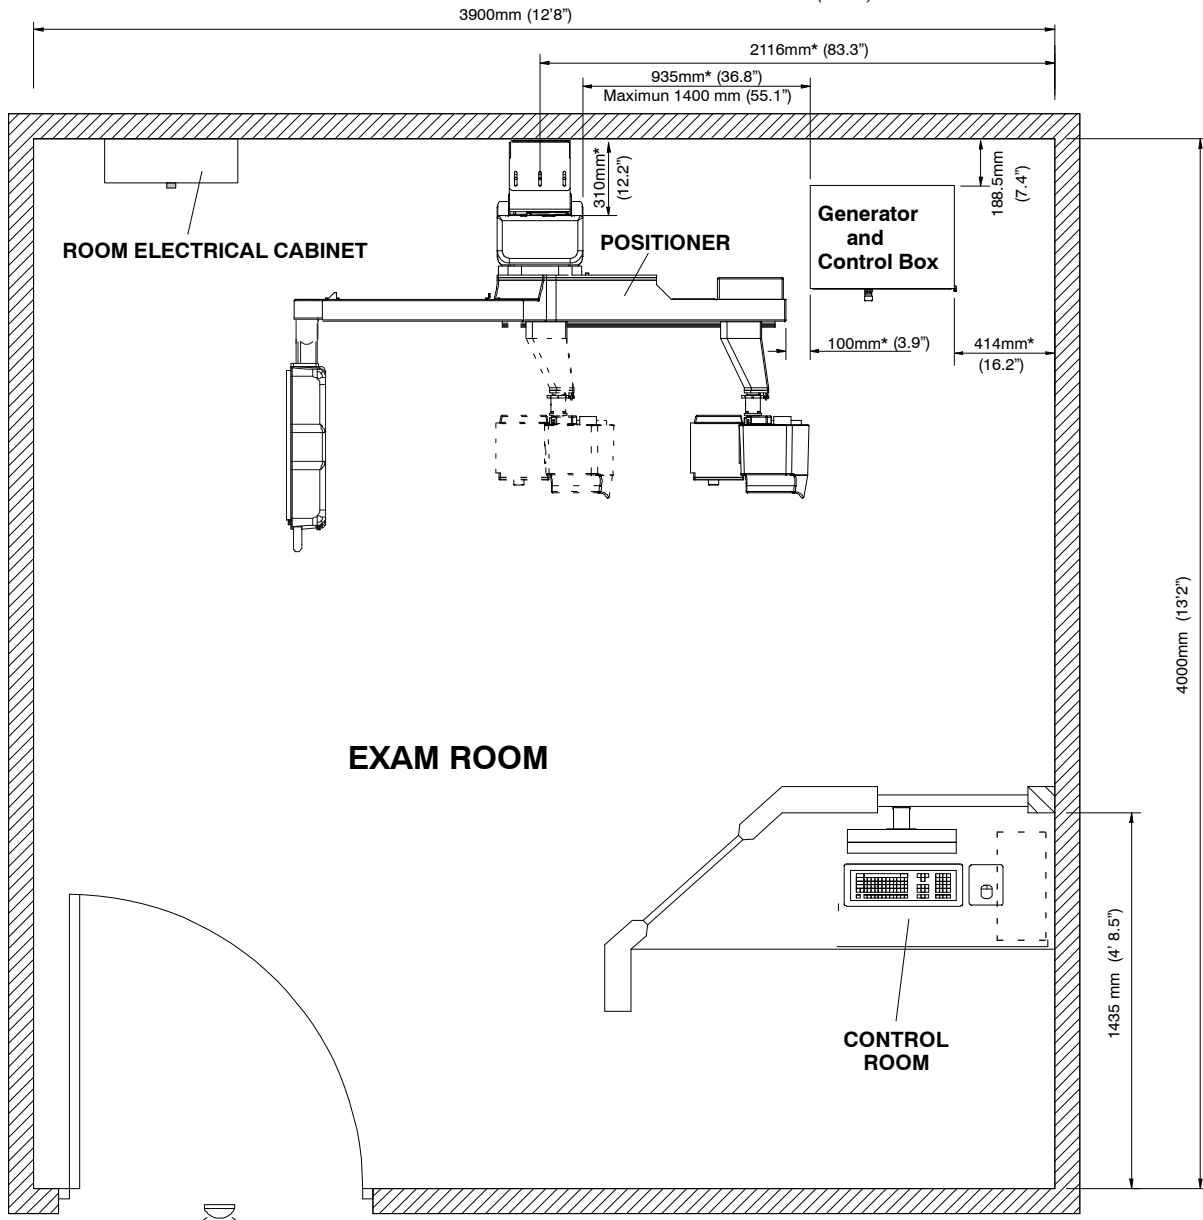 3900mm (12'8")
2116mm* (83.3")
935mm* (36.8")
Maximun 1400 mm (55.1")
310mm*
(12.2")
188.5mm
(7.4")
Generator
and
Control Box
ROOM ELECTRICAL CABINET
POSITIONER
100mm* (3.9")
414mm*
(16.2")
4000mm (13'2")
EXAM ROOM
1435 mm (4' 8.5")
CONTROL
ROOM